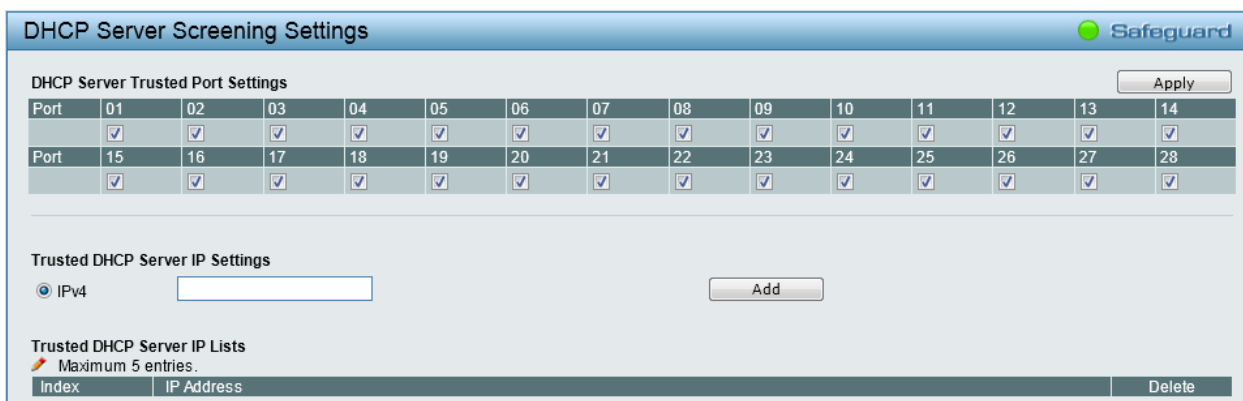 DHCP Server Screening Settings Safeguard
DHCP Server Trusted Port Settings Apply
Port 01 02 03 04 05 06 07 08 09 10 11 12 13 14
Port 15 16 17 18 19 20 21 22 23 24 25 26 27 28
Trusted DHCP Server IP Settings
IPv4 Add
Trusted DHCP Server IP Lists
Maximum 5 entries.
Index IP Address Delete